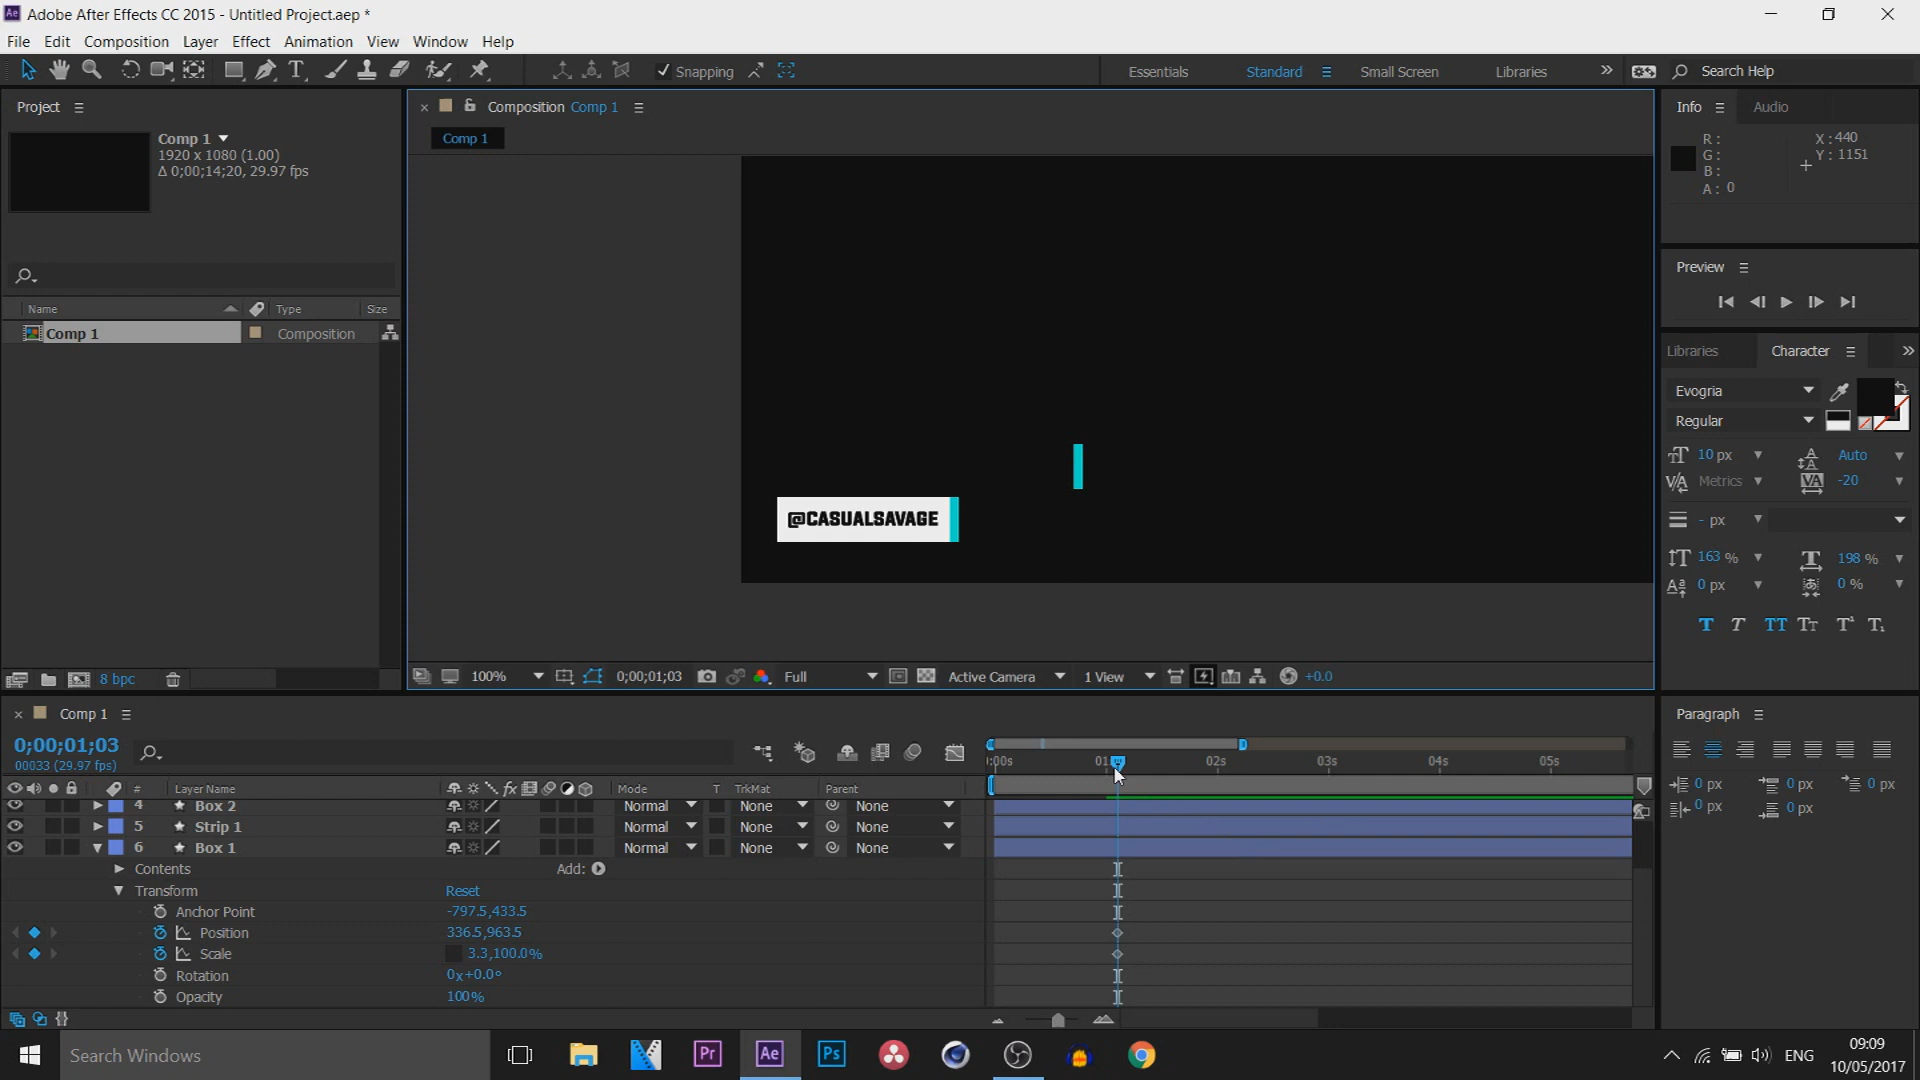 Adobe After Effects CC 2015 - Untitled Project.aep *
File Edit Composition Layer Effect Animation View Window Help
Snapping
Essentials Standard Small Screen Libraries
Search Help
Project
Comp 1
1920 x 1080 (1.00)
Δ 0;00;14;20, 29.97 fps
Name Type Size
Comp 1 Composition
8 bpc
Composition Comp 1
Comp 1
@CASUALSAVAGE
100% 0;00;01;03 Full Active Camera 1 View +0.0
Info Audio
R :
G :
B :
A : 0
X : 440
Y : 1151
Preview
Libraries Character
Evogria
Regular
10 px Auto
Metrics -20
- px
163 % 198 %
0 px 0 %
T T TT Tt T¹ T₁
Paragraph
0 px 0 px 0 px
0 px 0 px
Comp 1
0;00;01;03
00033 (29.97 fps)
:00s 01 02s 03s 04s 05s
# Layer Name Mode T TrkMat Parent
4 Box 2 Normal None None
5 Strip 1 Normal None None
6 Box 1 Normal None None
Contents Add:
Transform Reset
Anchor Point -797.5,433.5
Position 336.5,963.5
Scale 3.3,100.0%
Rotation 0x+0.0°
Opacity 100%
Search Windows
Pr Ae Ps
ENG
09:09
10/05/2017